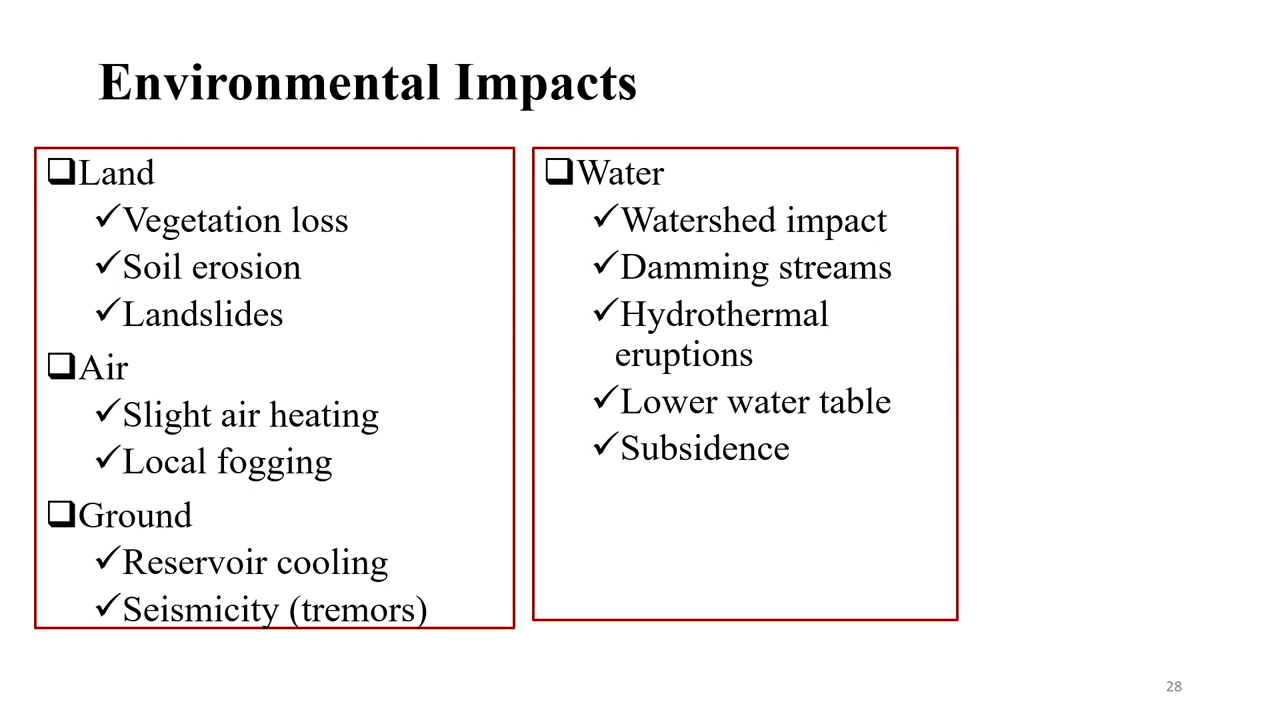 Environmental Impacts
❑Land
✓Vegetation loss
✓Soil erosion
✓Landslides
❑Air
✓Slight air heating
✓Local fogging
❑Ground
✓Reservoir cooling
✓Seismicity (tremors)
❑Water
✓Watershed impact
✓Damming streams
✓Hydrothermal
eruptions
✓Lower water table
✓Subsidence
28